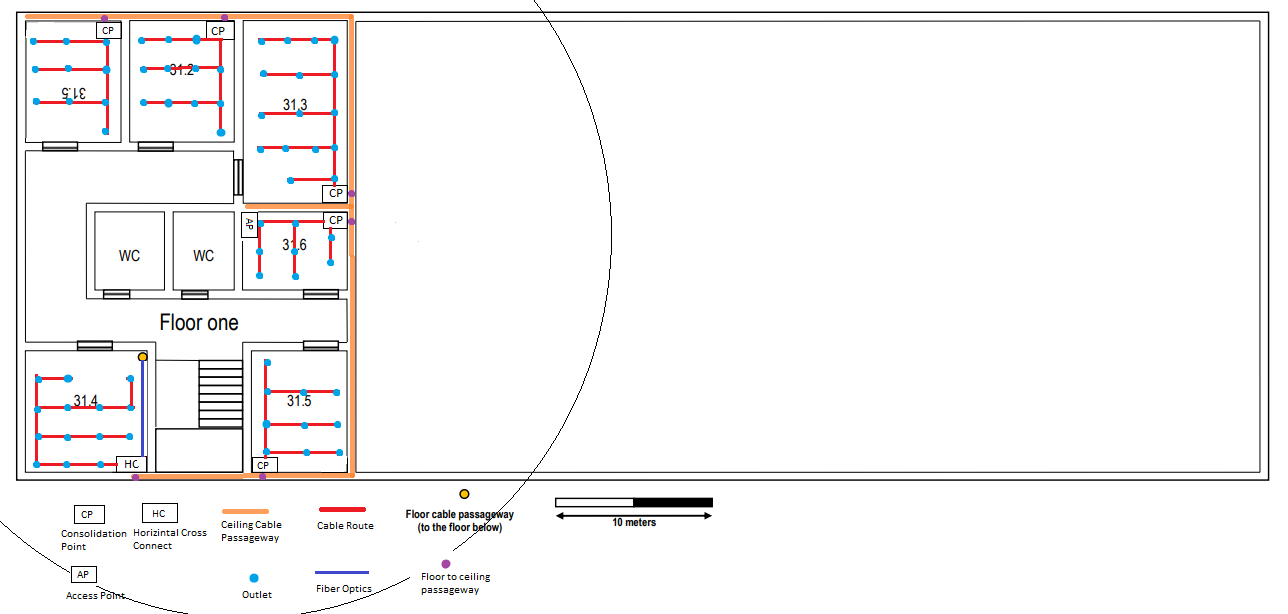 CP
CP
31.2
31.5
31.3
CP
AP
CP
31.6
WC
WC
Floor one
31.4
31.5
HC
CP
CP
HC
Consolidation
Point
Horizintal Cross
Connect
Ceiling Cable
Passegeway
Cable Route
Floor cable passageway
(to the floor below)
10 meters
AP
Access Point
Outlet
Fiber Optics
Floor to ceiling
passageway